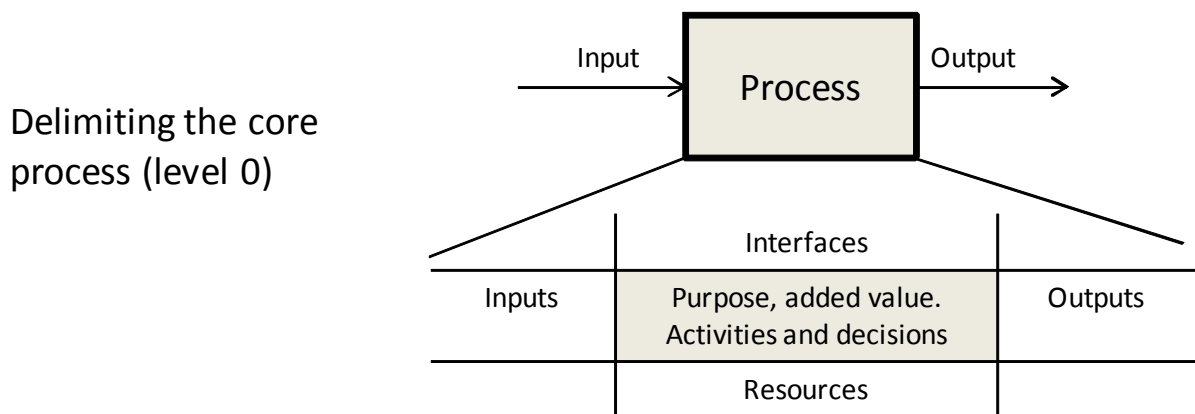 Input
Output
Process
Delimiting the core
process (level 0)
Interfaces
Inputs
Purpose, added value.
Activities and decisions
Outputs
Resources